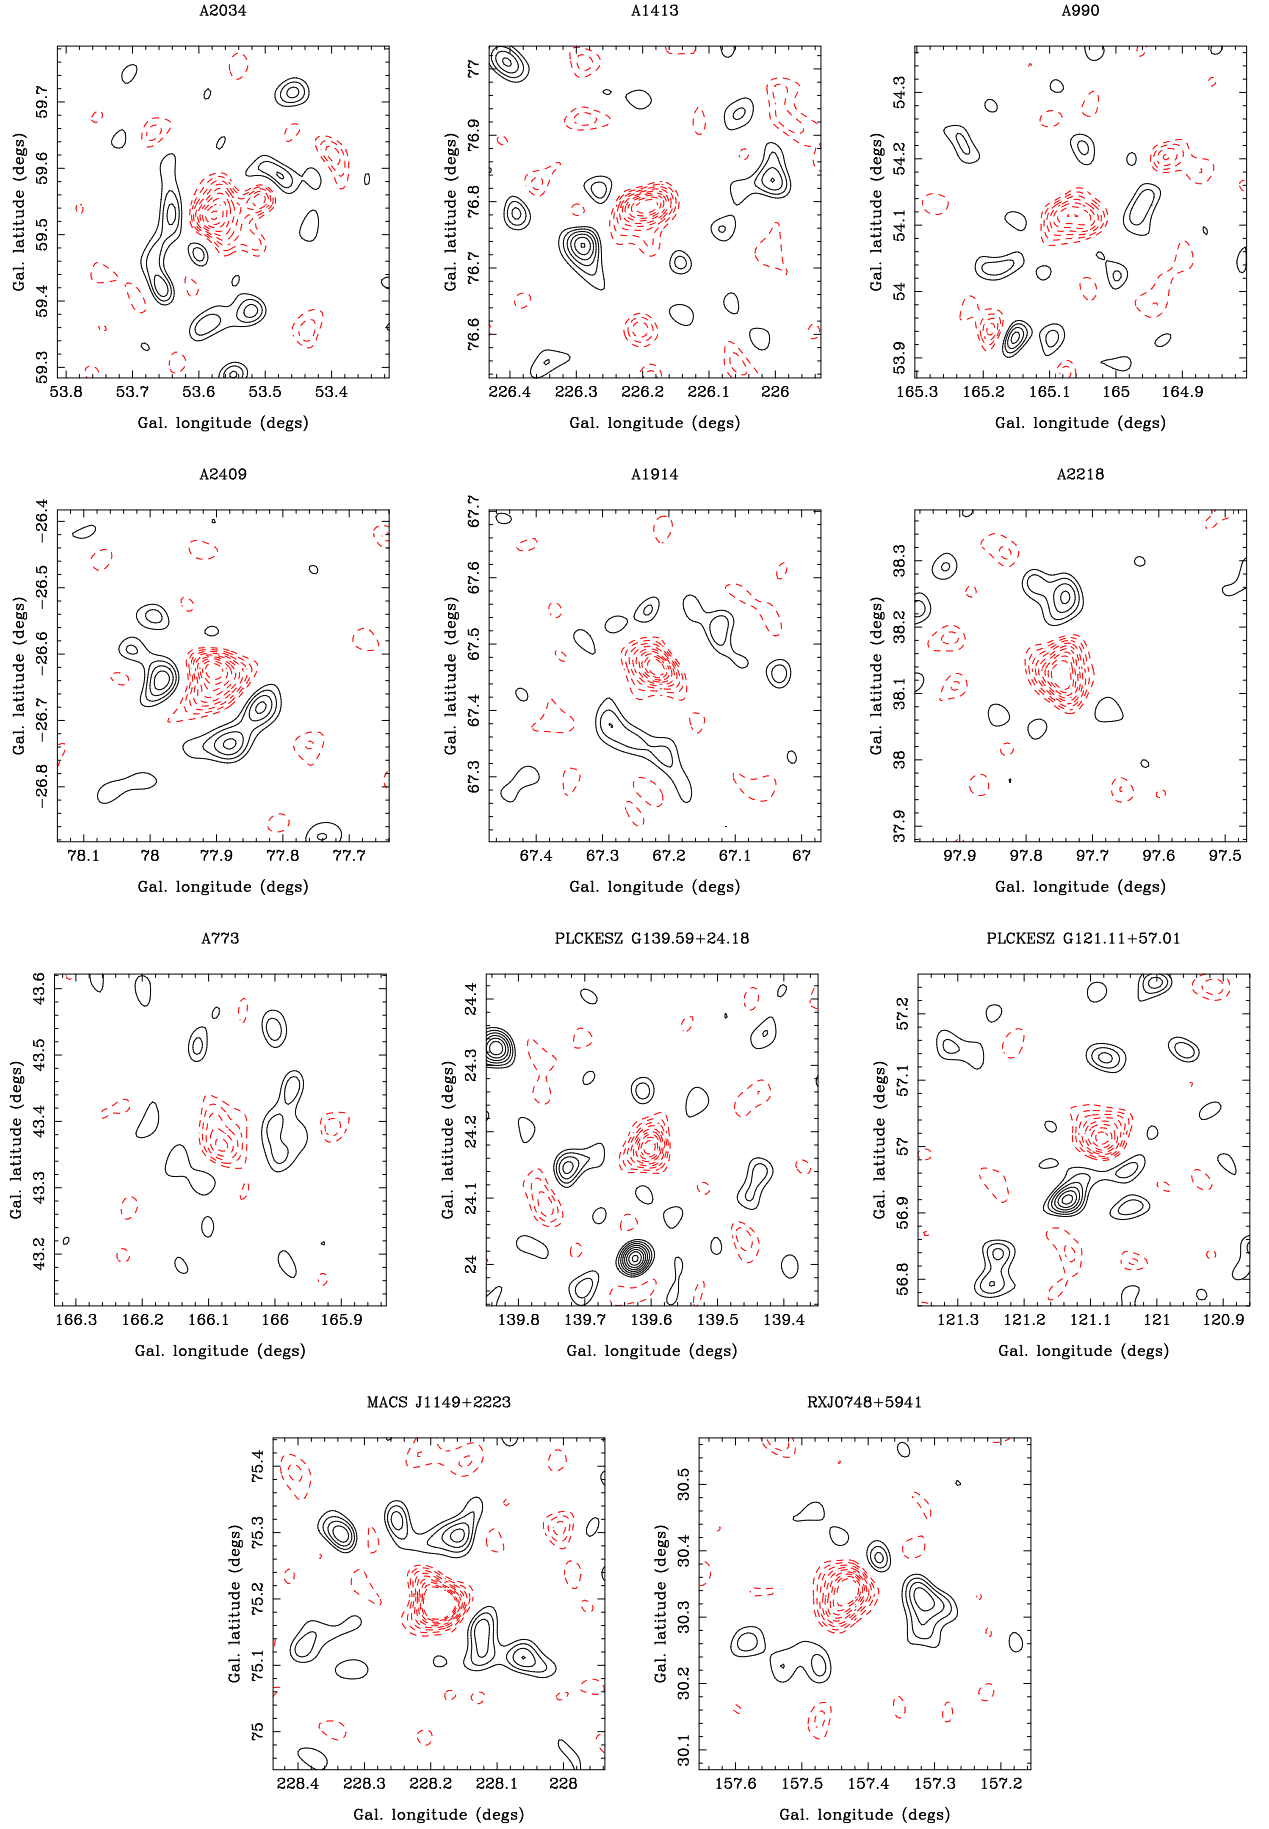 A2034 A1413 A990
59.7 77 54.3
59.6 76.9 54.2
59.5 76.8 54.1
59.4 76.7 54
59.3 76.6 53.9
Gal. latitude (degs) Gal. latitude (degs) Gal. latitude (degs)
53.8 53.7 53.6 53.5 53.4 226.4 226.3 226.2 226.1 226 165.3 165.2 165.1 165 164.9
Gal. longitude (degs) Gal. longitude (degs) Gal. longitude (degs)
A2409 A1914 A2218
−26.4 67.7 38.3
−26.5 67.6 38.2
−26.6 67.5 38.1
−26.7 67.4 38
−26.8 67.3 37.9
Gal. latitude (degs) Gal. latitude (degs) Gal. latitude (degs)
78.1 78 77.9 77.8 77.7 67.4 67.3 67.2 67.1 67 97.9 97.8 97.7 97.6 97.5
Gal. longitude (degs) Gal. longitude (degs) Gal. longitude (degs)
A773 PLCKESZ G139.59+24.18 PLCKESZ G121.11+57.01
43.6 24.4 57.2
43.5 24.3 57.1
43.4 24.2 57
43.3 24.1 56.9
43.2 24 56.8
Gal. latitude (degs) Gal. latitude (degs) Gal. latitude (degs)
166.3 166.2 166.1 166 165.9 139.8 139.7 139.6 139.5 139.4 121.3 121.2 121.1 121 120.9
Gal. longitude (degs) Gal. longitude (degs) Gal. longitude (degs)
MACS J1149+2223 RXJ0748+5941
75.4 30.5
75.3 30.4
75.2 30.3
75.1 30.2
75 30.1
Gal. latitude (degs) Gal. latitude (degs)
228.4 228.3 228.2 228.1 228 157.6 157.5 157.4 157.3 157.2
Gal. longitude (degs) Gal. longitude (degs)